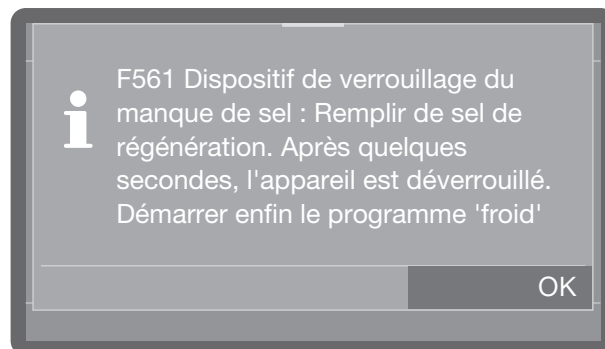 F561 Dispositif de verrouillage du
manque de sel : Remplir de sel de
régénération. Après quelques
secondes, l'appareil est déverrouillé.
Démarrer enfin le programme 'froid'
OK